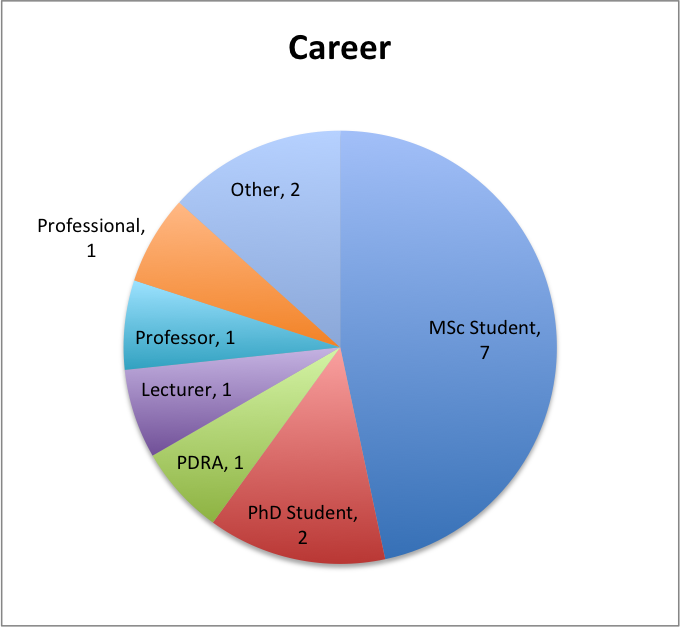 Career
Other, 2
Professional,
1
MSc Student,
7
Professor, 1
Lecturer, 1
PDRA, 1
PhD Student,
2